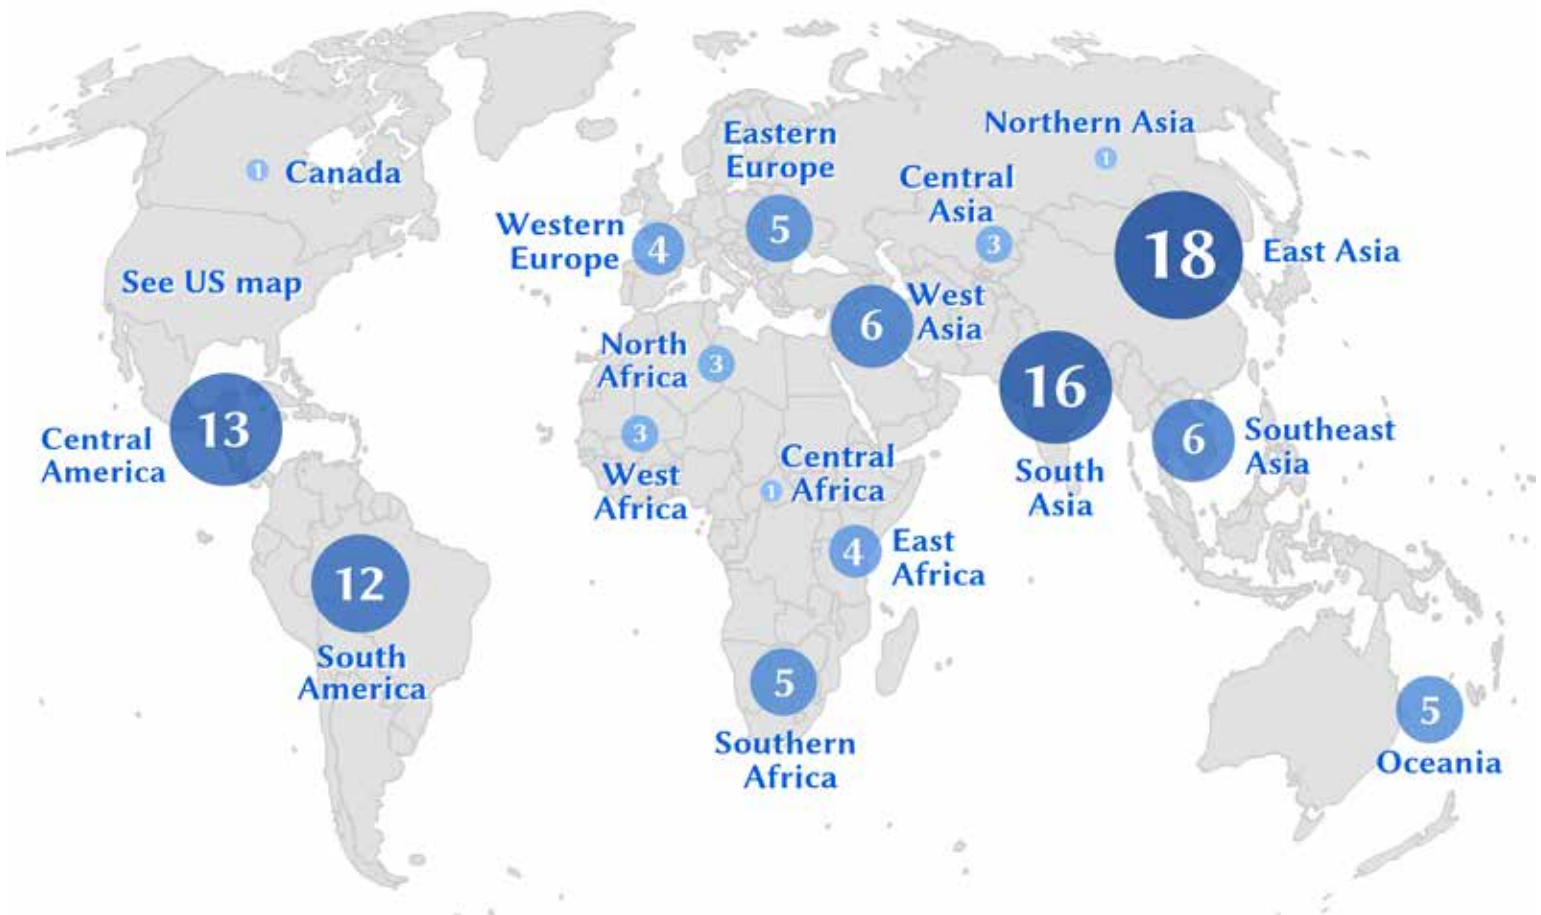 Northern Asia
1
Eastern
Europe
5
1
Canada
Central
Asia
3
Western
Europe
4
18
East Asia
See US map
West
Asia
6
North
Africa
3
16
South
Asia
13
Central
America
3
West
Africa
6
Southeast
Asia
Central
Africa
1
4
East
Africa
12
South
America
5
Southern
Africa
5
Oceania